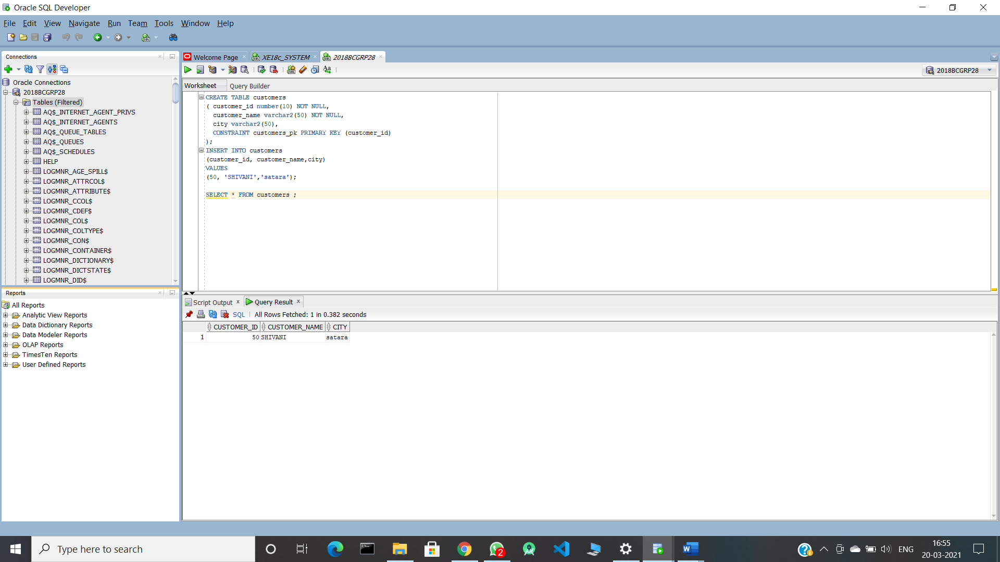 Oracle SQL Developer
File Edit View Navigate Run Team Tools Window Help
Connections
Oracle Connections
2018BCGRP28
Tables (Filtered)
AQ$_INTERNET_AGENT_PRIVS
AQ$_INTERNET_AGENTS
AQ$_QUEUE_TABLES
AQ$_QUEUES
AQ$_SCHEDULES
HELP
LOGMNR_AGE_SPILL$
LOGMNR_ATTRCOL$
LOGMNR_ATTRIBUTE$
LOGMNR_CCOL$
LOGMNR_CDEF$
LOGMNR_COL$
LOGMNR_COLTYPE$
LOGMNR_CON$
LOGMNR_CONTAINER$
LOGMNR_DICTIONARY$
LOGMNR_DICTSTATE$
LOGMNR_DID$
Reports
All Reports
Analytic View Reports
Data Dictionary Reports
Data Modeler Reports
OLAP Reports
TimesTen Reports
User Defined Reports
Welcome Page XE18c_SYSTEM 2018BCGRP28
Aa
2018BCGRP28
Worksheet Query Builder
CREATE TABLE customers
( customer_id number(10) NOT NULL,
customer_name varchar2(50) NOT NULL,
city varchar2(50),
CONSTRAINT customers_pk PRIMARY KEY (customer_id)
);
INSERT INTO customers
(customer_id, customer_name,city)
VALUES
(50, 'SHIVANI','satara');
SELECT * FROM customers ;
Script Output Query Result
SQL All Rows Fetched: 1 in 0.382 seconds
CUSTOMER_ID CUSTOMER_NAME CITY
1 50 SHIVANI satara
Type here to search
2
ENG
16:55
20-03-2021